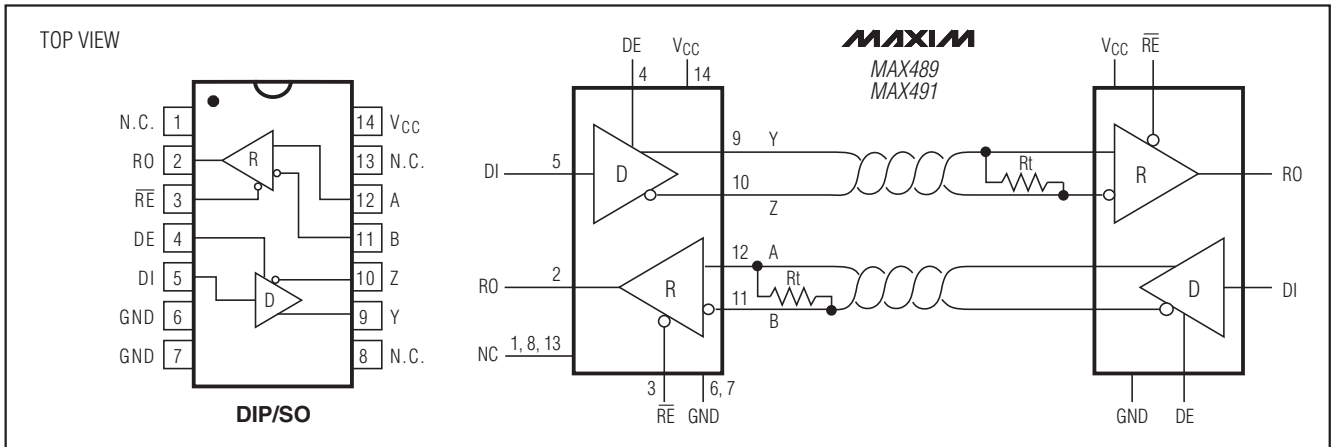 TOP VIEW
N.C. 1
RO 2
RE 3
DE 4
DI 5
GND 6
GND 7
14 VCC
13 N.C.
12 A
11 B
10 Z
9 Y
8 N.C.
R
D
DIP/SO
MAXIM
MAX489
MAX491
DE
4
VCC
14
DI 5
D
9 Y
10
Z
Rt
RO 2
R
12 A
11
B
Rt
NC 1, 8, 13
3
RE
6, 7
GND
VCC RE
R
RO
D
DI
GND DE